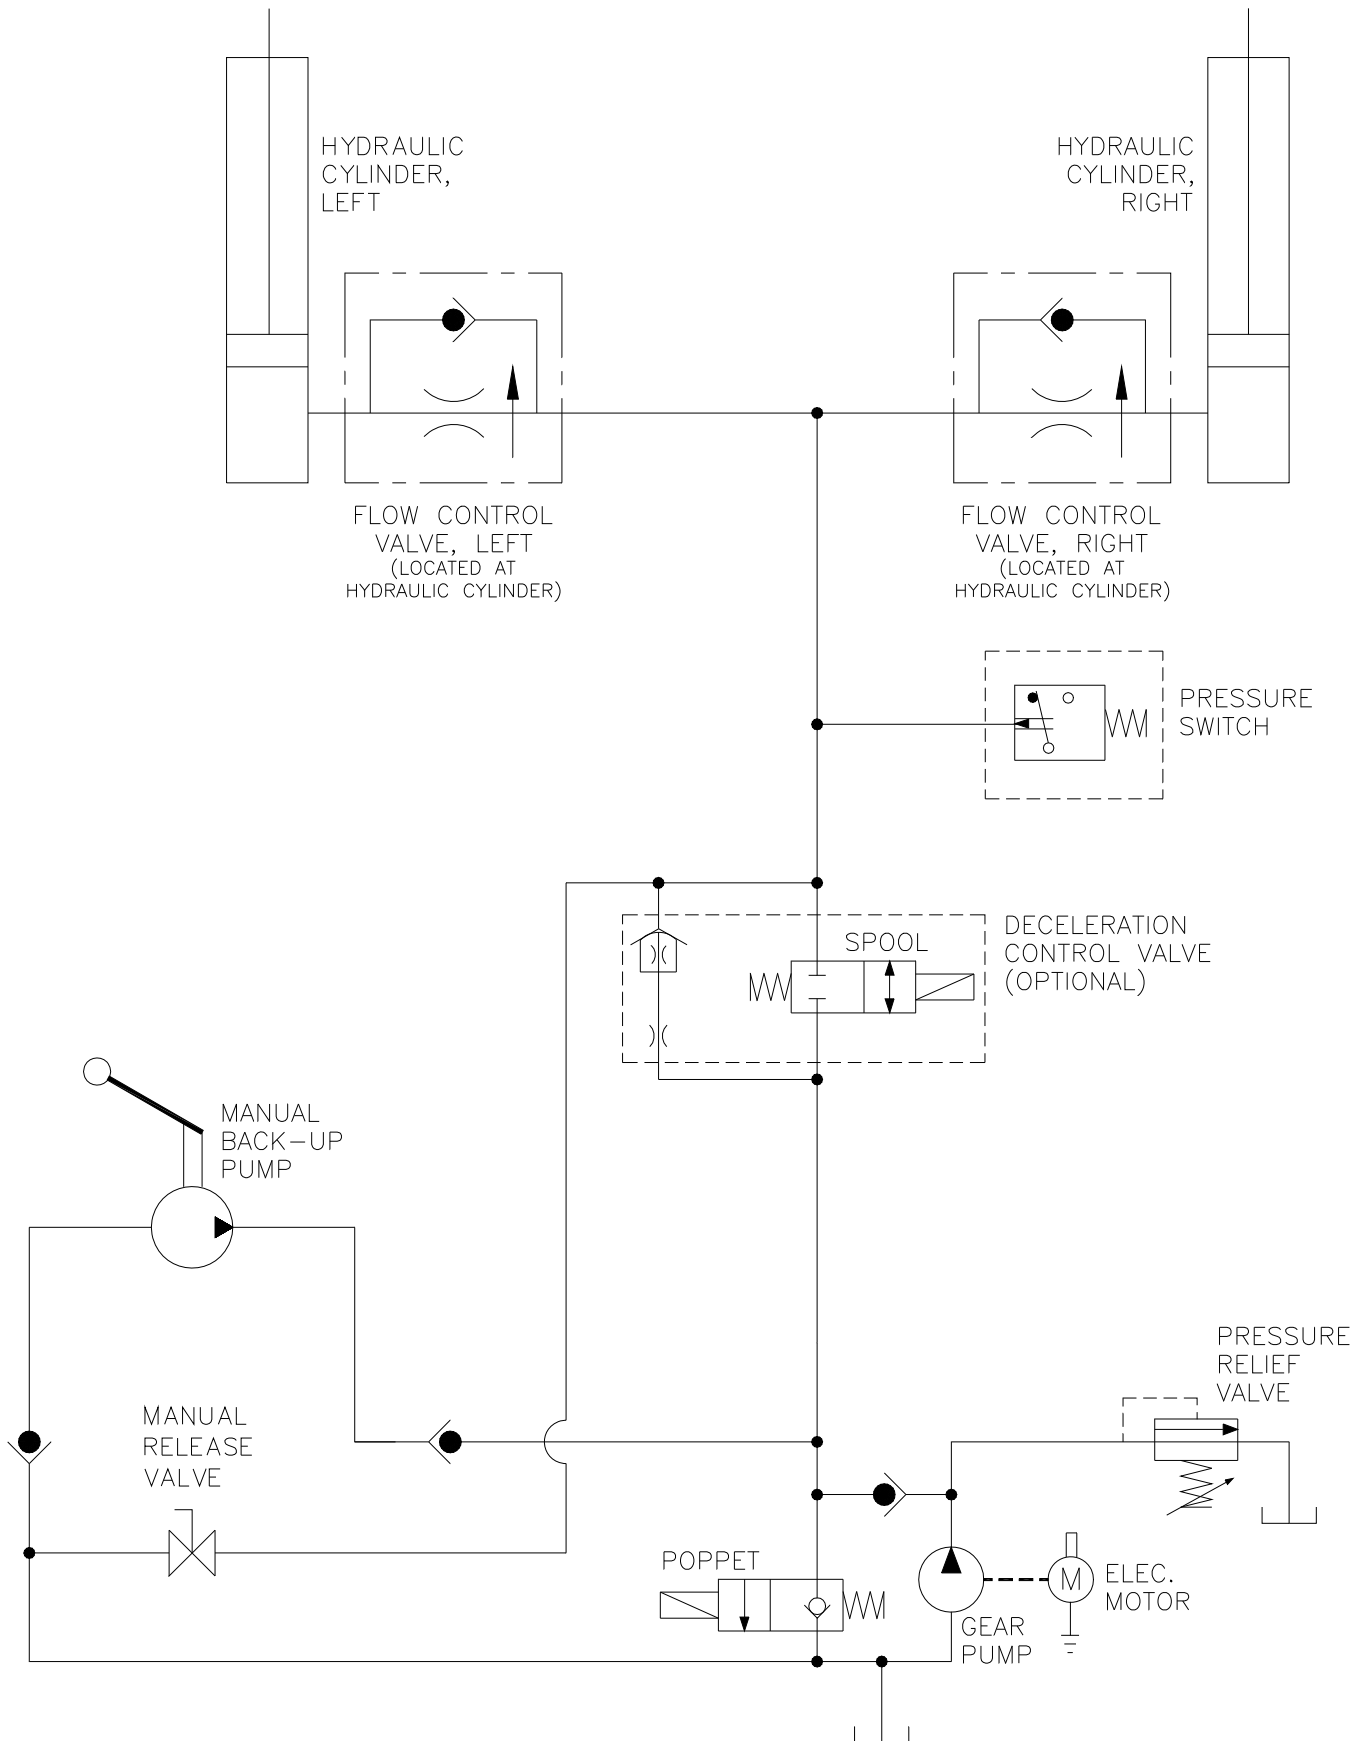 HYDRAULIC
CYLINDER,
LEFT
HYDRAULIC
CYLINDER,
RIGHT
FLOW CONTROL
VALVE, LEFT
(LOCATED AT
HYDRAULIC CYLINDER)
FLOW CONTROL
VALVE, RIGHT
(LOCATED AT
HYDRAULIC CYLINDER)
PRESSURE
SWITCH
DECELERATION
CONTROL VALVE
(OPTIONAL)
SPOOL
MANUAL
BACK-UP
PUMP
PRESSURE
RELIEF
VALVE
MANUAL
RELEASE
VALVE
POPPET
M
ELEC.
MOTOR
GEAR
PUMP